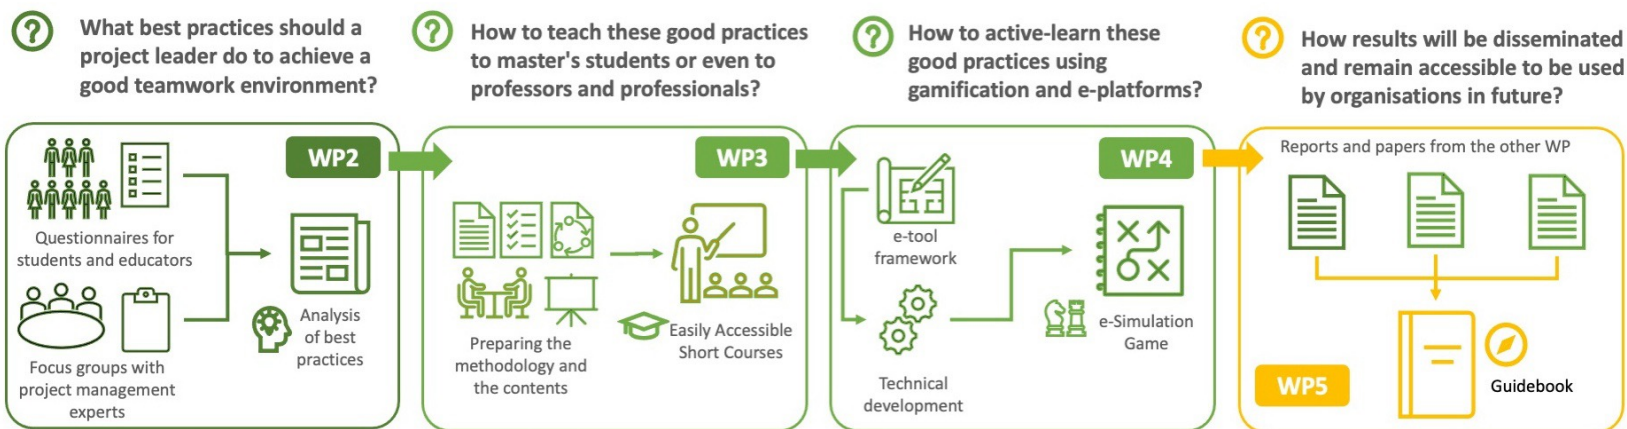 ?
What best practices should a
project leader do to achieve a
good teamwork environment?
WP2
Questionnaires for
students and educators
Focus groups with
project management
experts
Analysis
of best
practices
?
How to teach these good practices
to master's students or even to
professors and professionals?
WP3
Preparing the
methodology and
the contents
Easily Accessible
Short Courses
?
How to active-learn these
good practices using
gamification and e-platforms?
WP4
e-tool
framework
Technical
development
e-Simulation
Game
?
How results will be disseminated
and remain accessible to be used
by organisations in future?
Reports and papers from the other WP
WP5
Guidebook